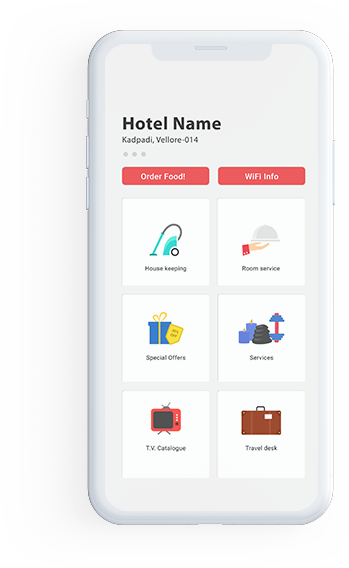 Hotel Name
Kadpadi, Vellore-014
Order Food!
WiFi Info
House keeping
Room service
Special Offers
Services
T.V. Catalogue
Travel desk